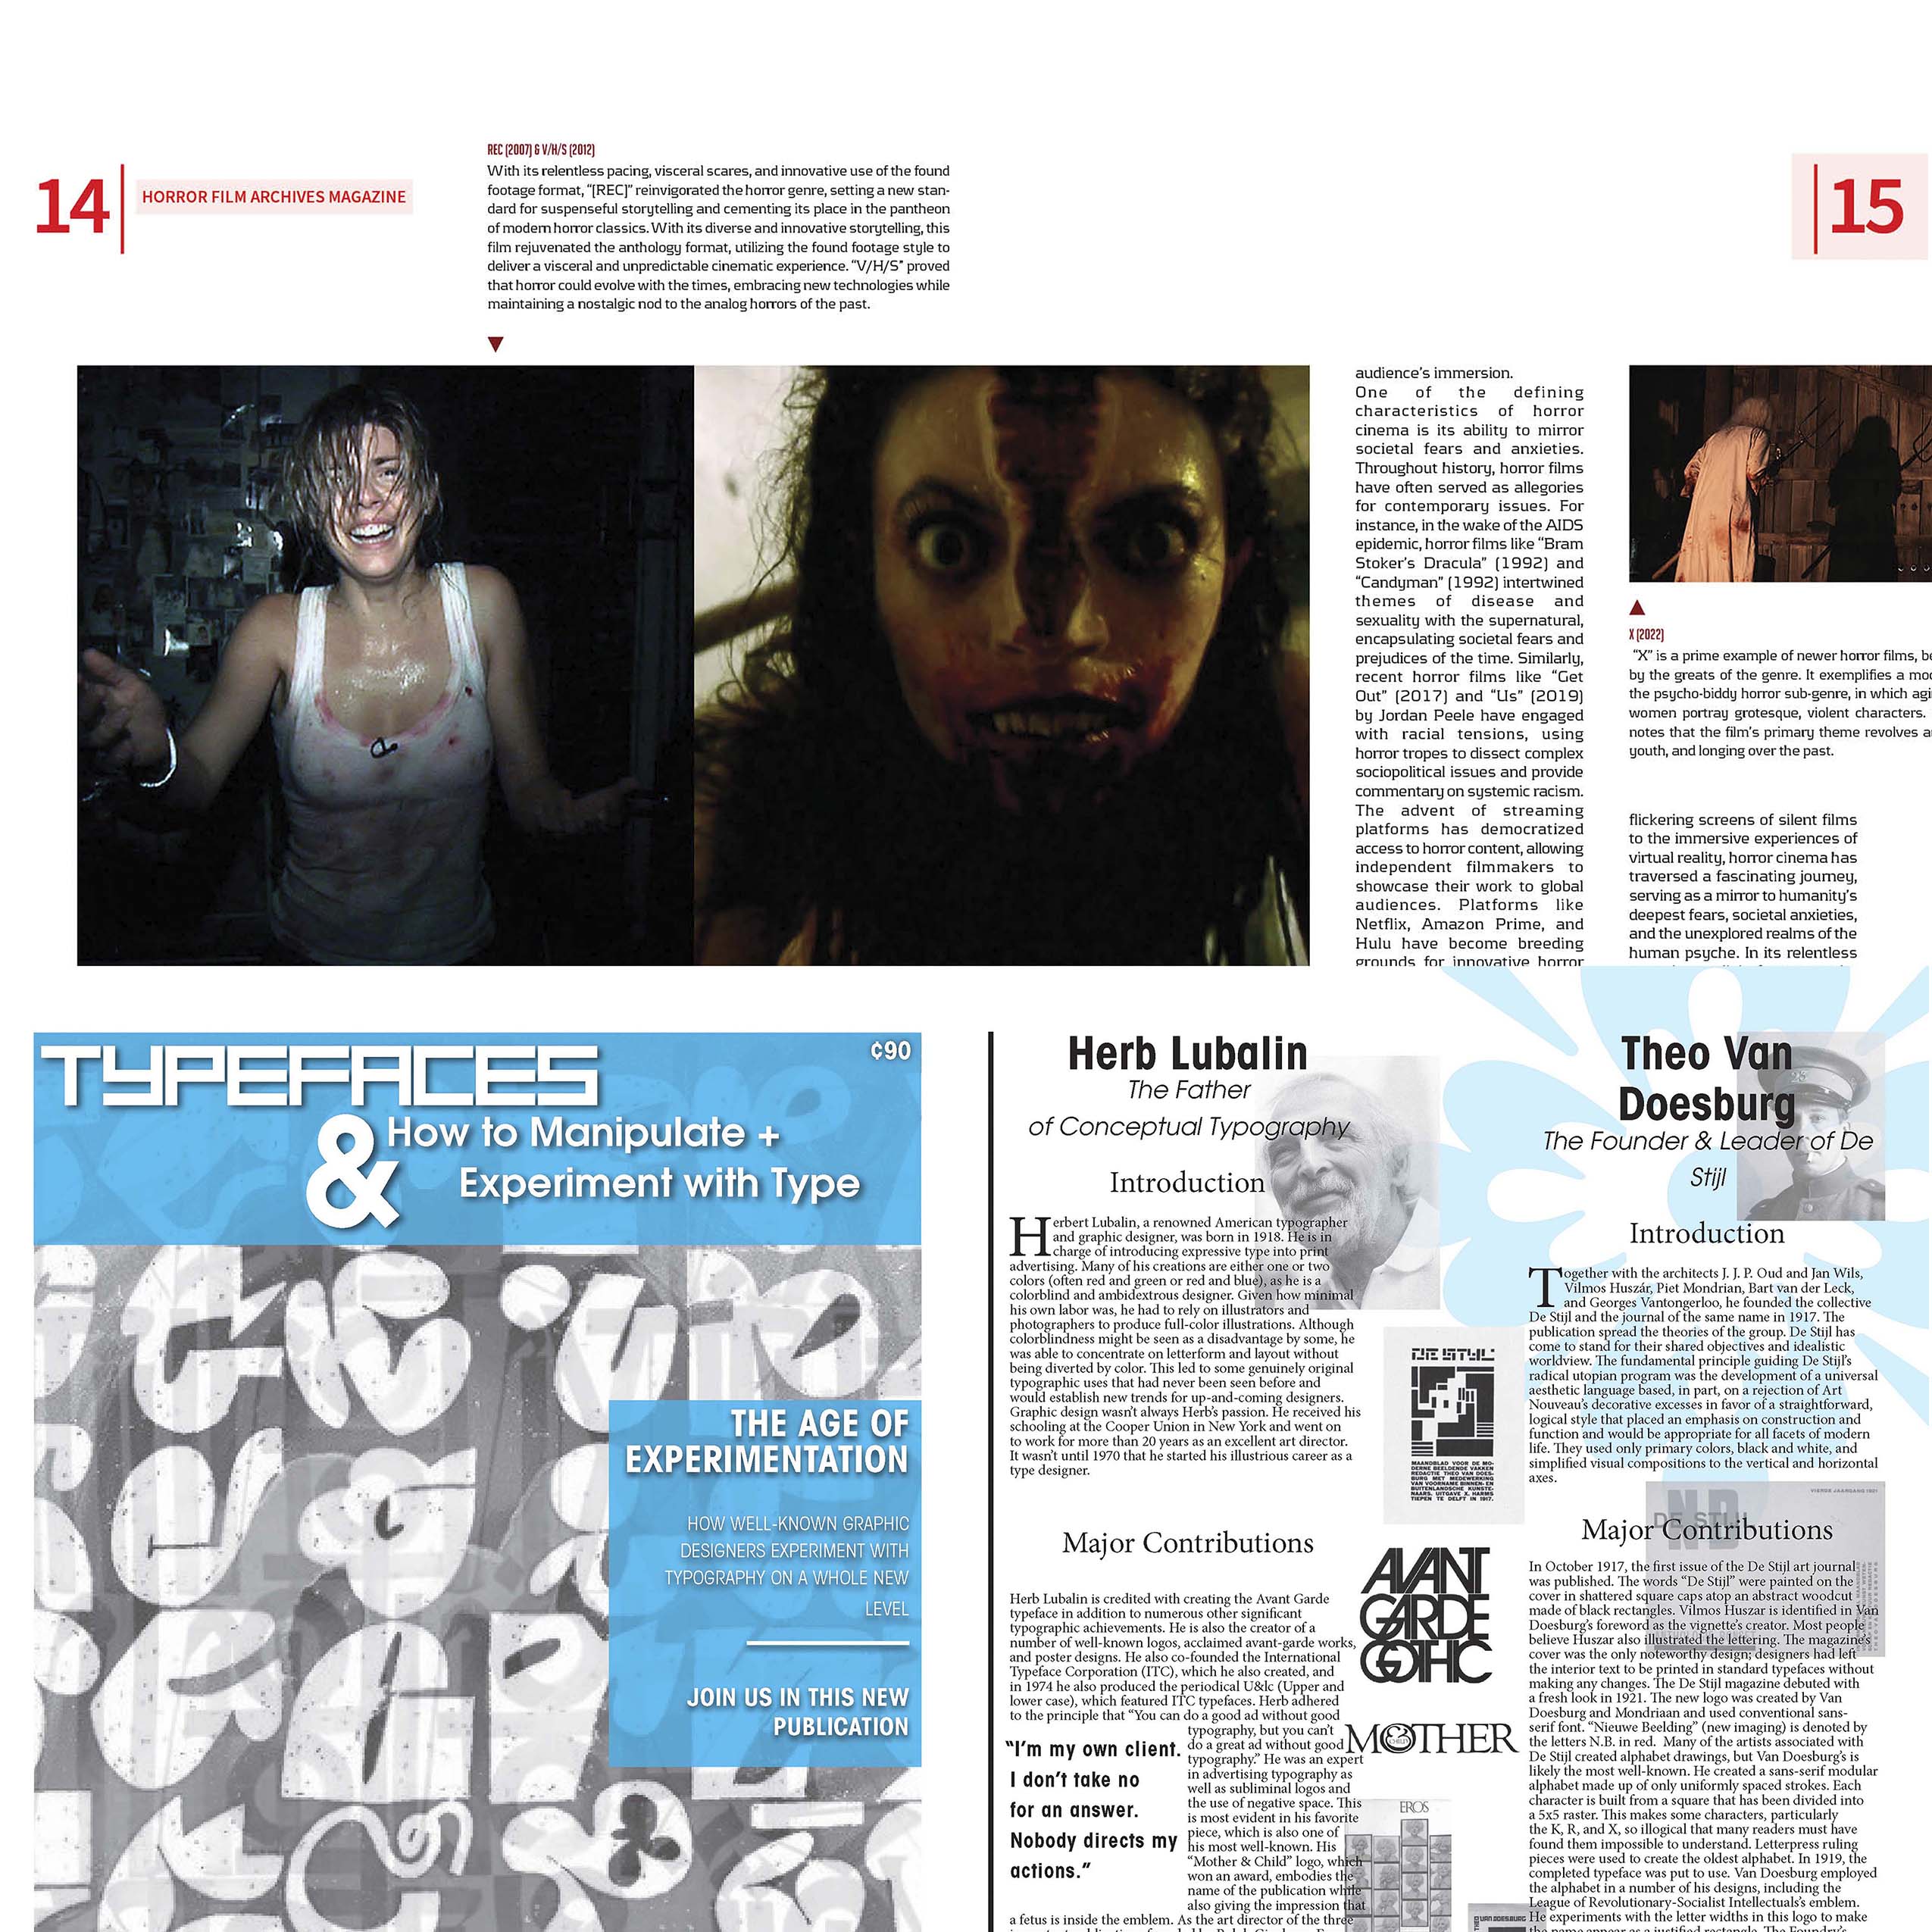 14
HORROR FILM ARCHIVES MAGAZINE
REC (2007) & V/H/S (2012)
With its relentless pacing, visceral scares, and innovative use of the found
footage format, “[REC]” reinvigorated the horror genre, setting a new stan-
dard for suspenseful storytelling and cementing its place in the pantheon
of modern horror classics. With its diverse and innovative storytelling, this
film rejuvenated the anthology format, utilizing the found footage style to
deliver a visceral and unpredictable cinematic experience. “V/H/S” proved
that horror could evolve with the times, embracing new technologies while
maintaining a nostalgic nod to the analog horrors of the past.
15
audience’s immersion.
One of the defining
characteristics of horror
cinema is its ability to mirror
societal fears and anxieties.
Throughout history, horror films
have often served as allegories
for contemporary issues. For
instance, in the wake of the AIDS
epidemic, horror films like “Bram
Stoker’s Dracula” (1992) and
“Candyman” (1992) intertwined
themes of disease and
sexuality with the supernatural,
encapsulating societal fears and
prejudices of the time. Similarly,
recent horror films like “Get
Out” (2017) and “Us” (2019)
by Jordan Peele have engaged
with racial tensions, using
horror tropes to dissect complex
sociopolitical issues and provide
commentary on systemic racism.
The advent of streaming
platforms has democratized
access to horror content, allowing
independent filmmakers to
showcase their work to global
audiences. Platforms like
Netflix, Amazon Prime, and
Hulu have become breeding
grounds for innovative horror
X (2022)
“X” is a prime example of newer horror films, be
by the greats of the genre. It exemplifies a mo
the psycho-biddy horror sub-genre, in which agi
women portray grotesque, violent characters.
notes that the film’s primary theme revolves a
youth, and longing over the past.
flickering screens of silent films
to the immersive experiences of
virtual reality, horror cinema has
traversed a fascinating journey,
serving as a mirror to humanity’s
deepest fears, societal anxieties,
and the unexplored realms of the
human psyche. In its relentless
TYPEFACES
¢90
& How to Manipulate +
Experiment with Type
THE AGE OF
EXPERIMENTATION
HOW WELL-KNOWN GRAPHIC
DESIGNERS EXPERIMENT WITH
TYPOGRAPHY ON A WHOLE NEW
LEVEL
JOIN US IN THIS NEW
PUBLICATION
Herb Lubalin
The Father
of Conceptual Typography
Introduction
Herbert Lubalin, a renowned American typographer
and graphic designer, was born in 1918. He is in
charge of introducing expressive type into print
advertising. Many of his creations are either one or two
colors (often red and green or red and blue), as he is a
colorblind and ambidextrous designer. Given how minimal
his own labor was, he had to rely on illustrators and
photographers to produce full-color illustrations. Although
colorblindness might be seen as a disadvantage by some, he
was able to concentrate on letterform and layout without
being diverted by color. This led to some genuinely original
typographic uses that had never been seen before and
would establish new trends for up-and-coming designers.
Graphic design wasn’t always Herb’s passion. He received his
schooling at the Cooper Union in New York and went on
to work for more than 20 years as an excellent art director.
It wasn’t until 1970 that he started his illustrious career as a
type designer.
Major Contributions
Herb Lubalin is credited with creating the Avant Garde
typeface in addition to numerous other significant
typographic achievements. He is also the creator of a
number of well-known logos, acclaimed avant-garde works,
and poster designs. He also co-founded the International
Typeface Corporation (ITC), which he also created, and
in 1974 he also produced the periodical U&lc (Upper and
lower case), which featured ITC typefaces. Herb adhered
to the principle that “You can do a good ad without good
typography, but you can’t
do a great ad without good
typography.” He was an expert
in advertising typography as
well as subliminal logos and
the use of negative space. This
is most evident in his favorite
piece, which is also one of
his most well-known. His
“Mother & Child” logo, which
won an award, embodies the
name of the publication while
also giving the impression that
a fetus is inside the emblem. As the art director of the three
“I’m my own client.
I don’t take no
for an answer.
Nobody directs my
actions.”
DE STIJL
MAANDBLAD VOOR DE MO-
DERNE BEELDENDE VAKKEN
REDACTIE THEO VAN DOES-
BURG MET MEDEWERKING
VAN VOORNAME BINNEN- EN
BUITENLANDSCHE KUNSTE-
NAARS. UITGAVE X. HARMS
TIEPEN TE DELFT IN 1917.
AVANT
GARDE
GOTHIC
MOTHER
& CHILD
EROS
Theo Van
Doesburg
The Founder & Leader of De
Stijl
Introduction
Together with the architects J. J. P. Oud and Jan Wils,
Vilmos Huszár, Piet Mondrian, Bart van der Leck,
and Georges Vantongerloo, he founded the collective
De Stijl and the journal of the same name in 1917. The
publication spread the theories of the group. De Stijl has
come to stand for their shared objectives and idealistic
worldview. The fundamental principle guiding De Stijl’s
radical utopian program was the development of a universal
aesthetic language based, in part, on a rejection of Art
Nouveau’s decorative excesses in favor of a straightforward,
logical style that placed an emphasis on construction and
function and would be appropriate for all facets of modern
life. They used only primary colors, black and white, and
simplified visual compositions to the vertical and horizontal
axes.
VIERDE JAARGANG 1921
NB
DE STIJL
Major Contributions
In October 1917, the first issue of the De Stijl art journal
was published. The words “De Stijl” were painted on the
cover in shattered square caps atop an abstract woodcut
made of black rectangles. Vilmos Huszar is identified in Van
Doesburg’s foreword as the vignette’s creator. Most people
believe Huszar also illustrated the lettering. The magazine’s
cover was the only noteworthy design; designers had left
the interior text to be printed in standard typefaces without
making any changes. The De Stijl magazine debuted with
a fresh look in 1921. The new logo was created by Van
Doesburg and Mondriaan and used conventional sans-
serif font. “Nieuwe Beelding” (new imaging) is denoted by
the letters N.B. in red. Many of the artists associated with
De Stijl created alphabet drawings, but Van Doesburg’s is
likely the most well-known. He created a sans-serif modular
alphabet made up of only uniformly spaced strokes. Each
character is built from a square that has been divided into
a 5x5 raster. This makes some characters, particularly
the K, R, and X, so illogical that many readers must have
found them impossible to understand. Letterpress ruling
pieces were used to create the oldest alphabet. In 1919, the
completed typeface was put to use. Van Doesburg employed
the alphabet in a number of his designs, including the
League of Revolutionary-Socialist Intellectuals’s emblem.
He experiments with the letter widths in this logo to make
the name appear as a justified rectangle. The Foundry’s
THEO VAN DOESBURG